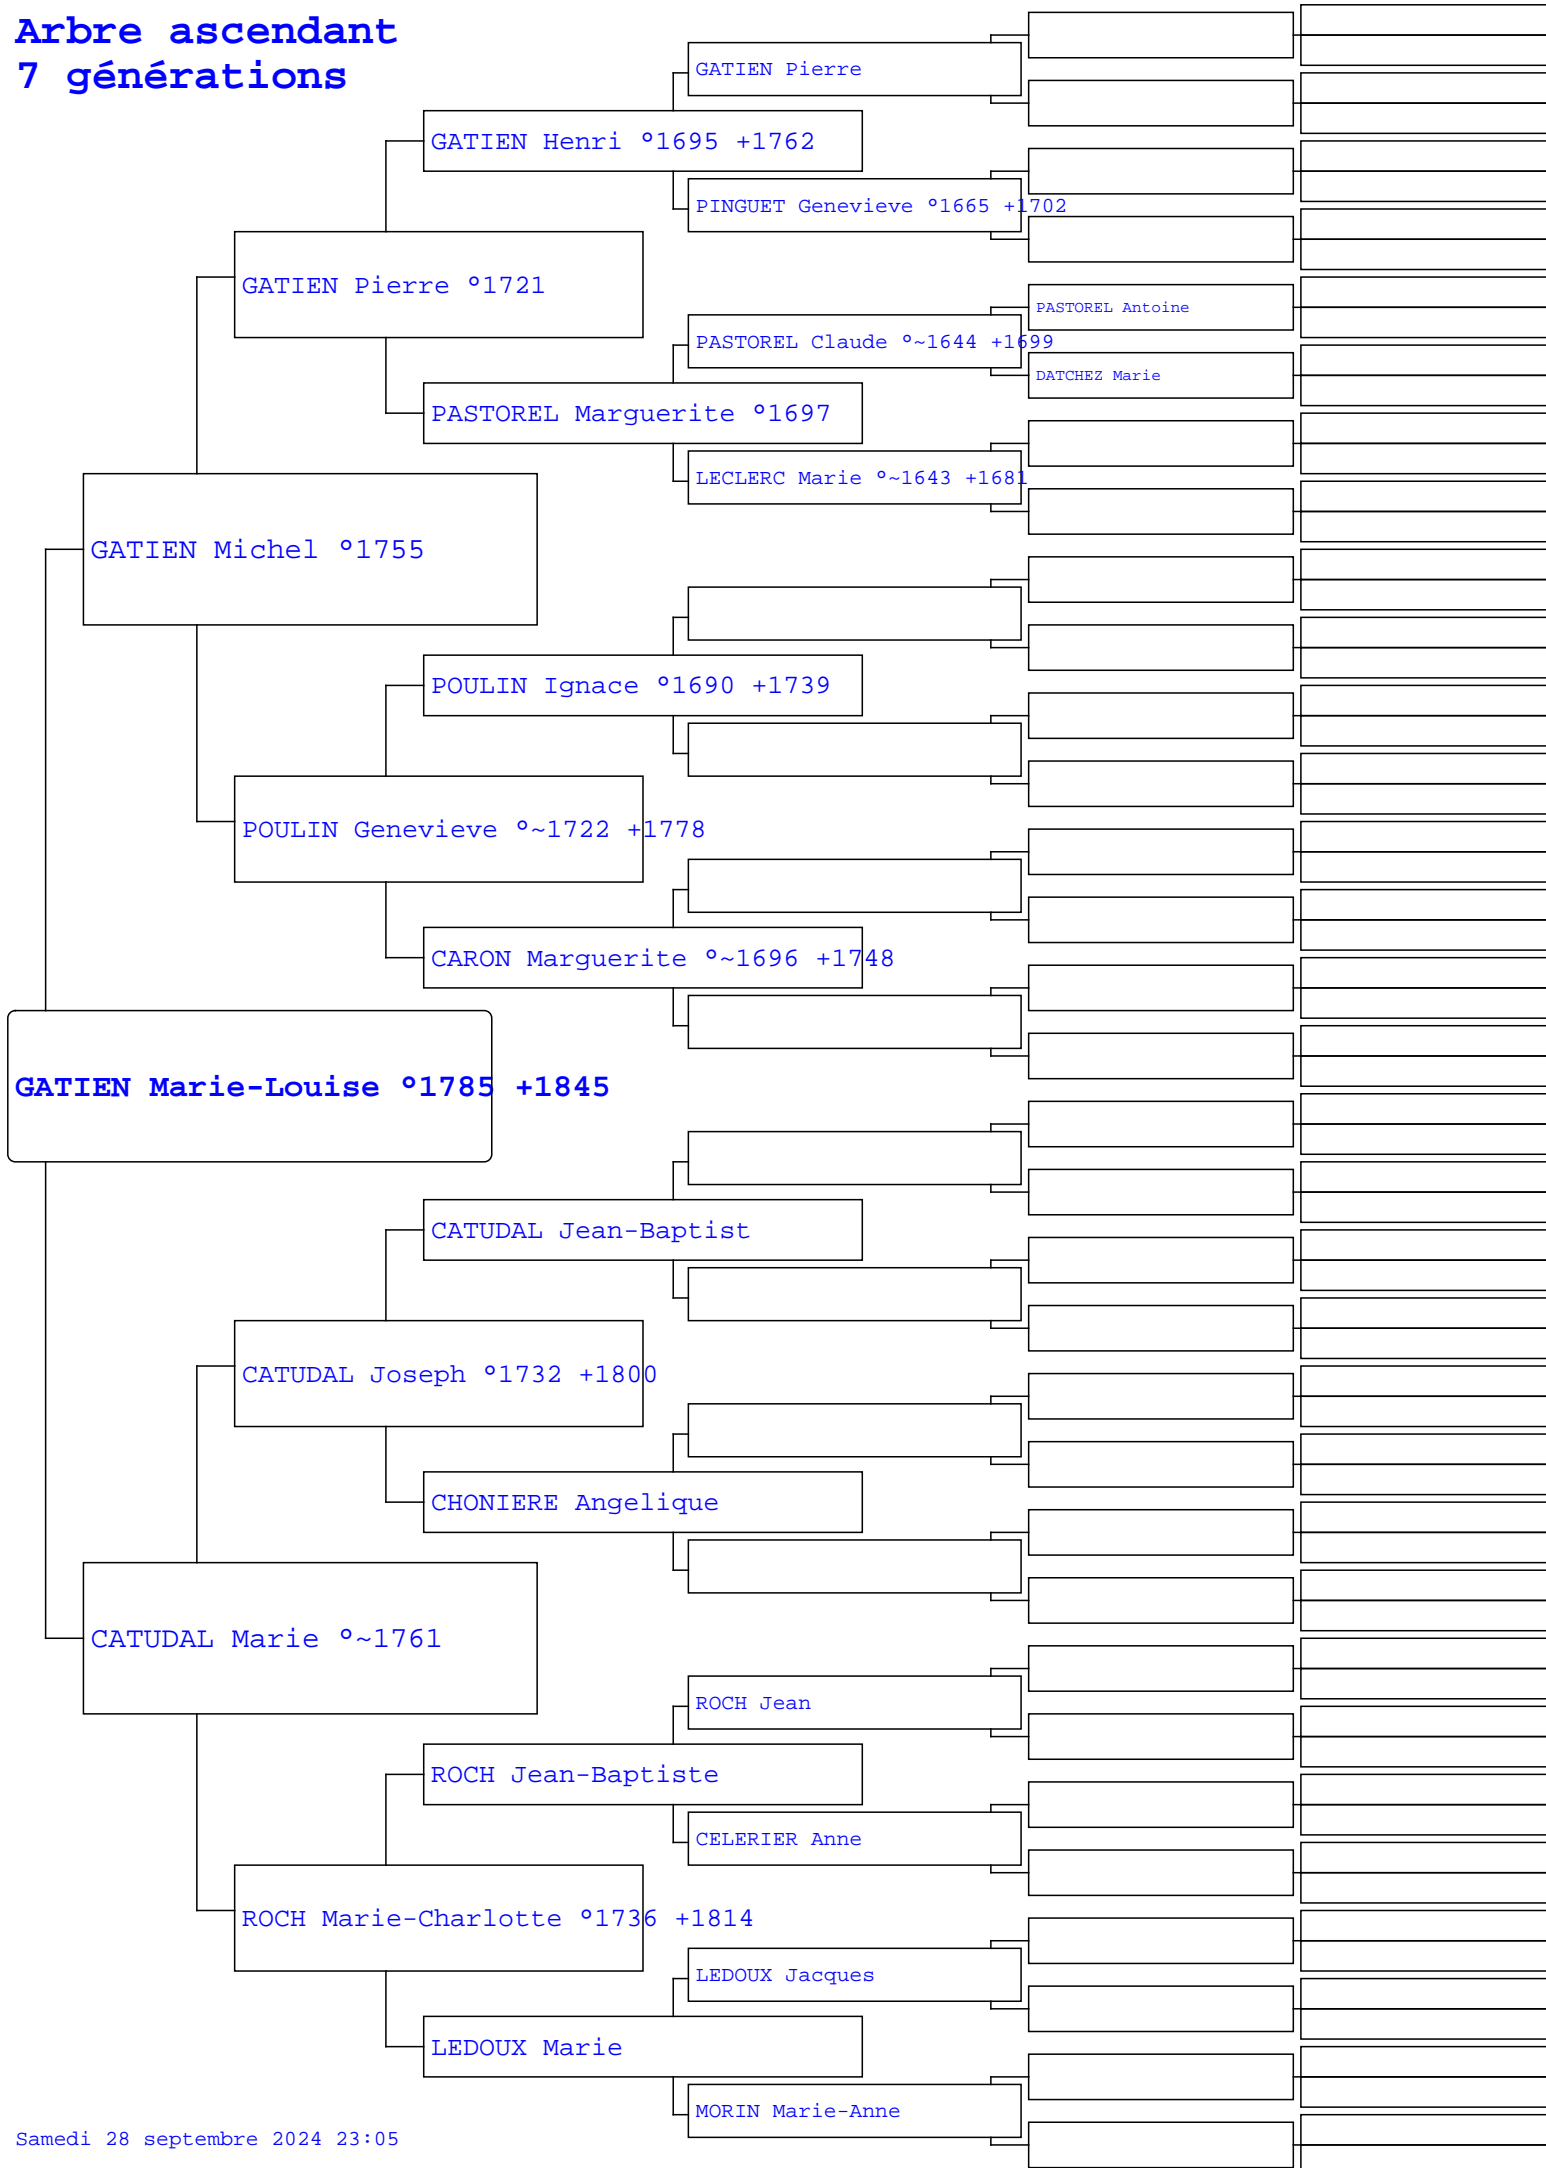 Arbre ascendant
7 générations
GATIEN Pierre
GATIEN Henri °1695 +1762
PINGUET Genevieve °1665 +1702
GATIEN Pierre °1721
PASTOREL Antoine
PASTOREL Claude °~1644 +1699
DATCHEZ Marie
PASTOREL Marguerite °1697
LECLERC Marie °~1643 +1681
GATIEN Michel °1755
POULIN Ignace °1690 +1739
POULIN Genevieve °~1722 +1778
CARON Marguerite °~1696 +1748
GATIEN Marie-Louise °1785 +1845
CATUDAL Jean-Baptist
CATUDAL Joseph °1732 +1800
CHONIERE Angelique
CATUDAL Marie °~1761
ROCH Jean
ROCH Jean-Baptiste
CELERIER Anne
ROCH Marie-Charlotte °1736 +1814
LEDOUX Jacques
LEDOUX Marie
MORIN Marie-Anne
Samedi 28 septembre 2024 23:05